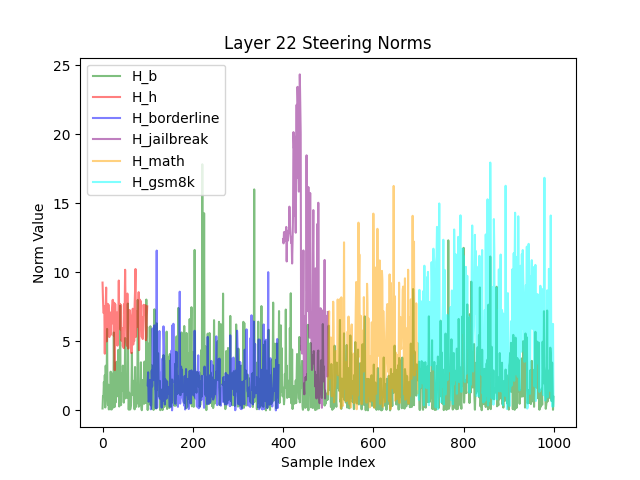 Layer 22 Steering Norms
25
20
15
10
5
0
Norm Value
H_b
H_h
H_borderline
H_jailbreak
H_math
H_gsm8k
0 200 400 600 800 1000
Sample Index